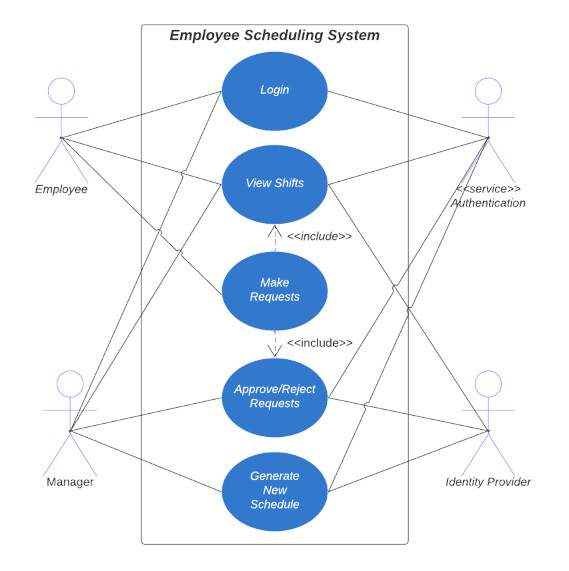 Employee Scheduling System
Login
Employee
View Shifts
<<service>>
Authentication
<<include>>
Make
Requests
<<include>>
Approve/Reject
Requests
Manager
Generate
New
Schedule
Identity Provider